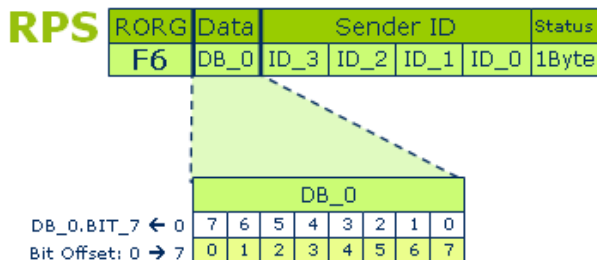 RPS RORG Data Sender ID Status
F6 DB_0 ID_3 ID_2 ID_1 ID_0 1Byte
DB_0
DB_0.BIT_7 ← 0 7 6 5 4 3 2 1 0
Bit Offset: 0 → 7 0 1 2 3 4 5 6 7